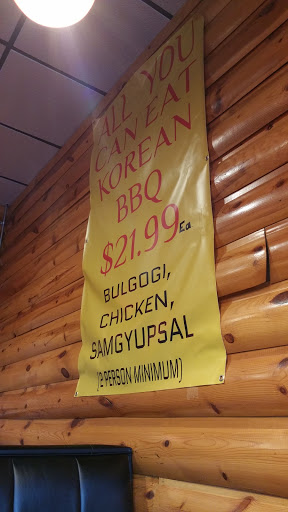 ALL YOU
CAN EAT
KOREAN
BBQ
$21.99 Ea
BULGOGI,
CHICKEN,
SAMGYUPSAL
(2 PERSON MINIMUM)